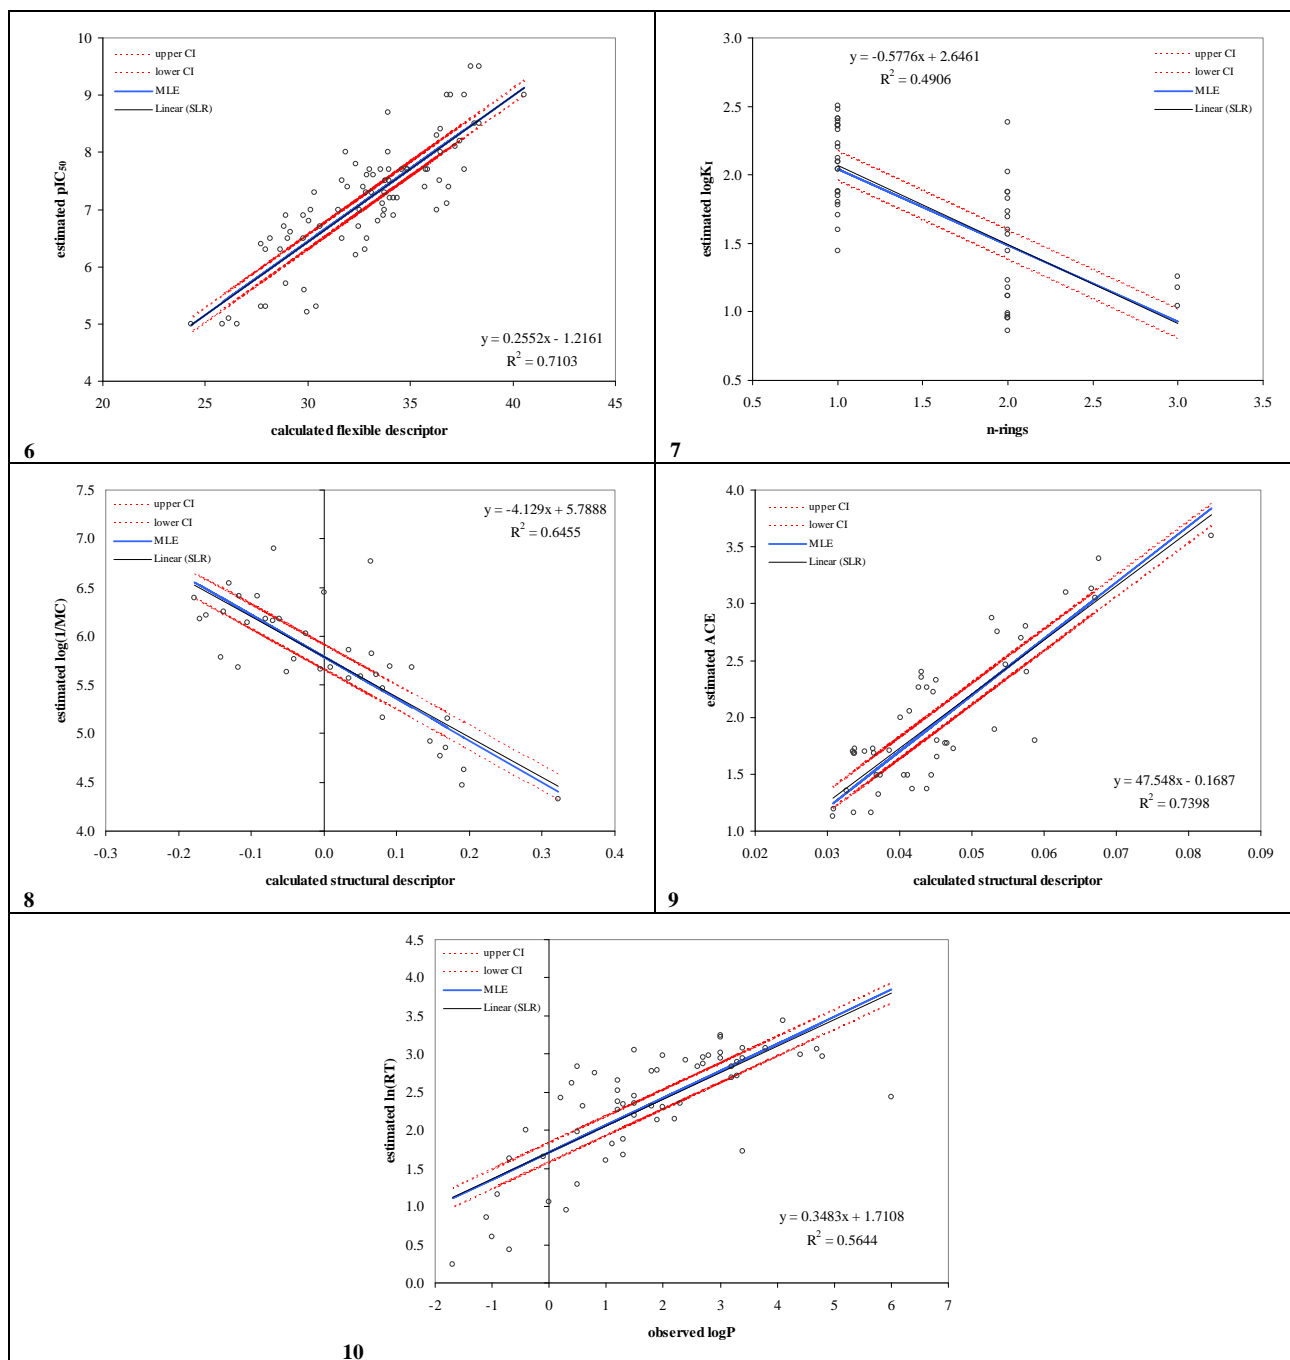 10
9
8
7
6
5
4
estimated pIC50
upper CI
lower CI
MLE
Linear (SLR)
y = 0.2552x - 1.2161
R2 = 0.7103
20 25 30 35 40 45
calculated flexible descriptor
6
3.0
2.5
2.0
1.5
1.0
0.5
estimated logKI
y = -0.5776x + 2.6461
R2 = 0.4906
upper CI
lower CI
MLE
Linear (SLR)
0.5 1.0 1.5 2.0 2.5 3.0 3.5
n-rings
7
7.5
7.0
6.5
6.0
5.5
5.0
4.5
4.0
estimated log(1/MC)
upper CI
lower CI
MLE
Linear (SLR)
y = -4.129x + 5.7888
R2 = 0.6455
-0.3 -0.2 -0.1 0.0 0.1 0.2 0.3 0.4
calculated structural descriptor
8
4.0
3.5
3.0
2.5
2.0
1.5
1.0
estimated ACE
upper CI
lower CI
MLE
Linear (SLR)
y = 47.548x - 0.1687
R2 = 0.7398
0.02 0.03 0.04 0.05 0.06 0.07 0.08 0.09
calculated structural descriptor
9
4.5
4.0
3.5
3.0
2.5
2.0
1.5
1.0
0.5
0.0
estimated ln(RT)
upper CI
lower CI
MLE
Linear (SLR)
y = 0.3483x + 1.7108
R2 = 0.5644
-2 -1 0 1 2 3 4 5 6 7
observed logP
10